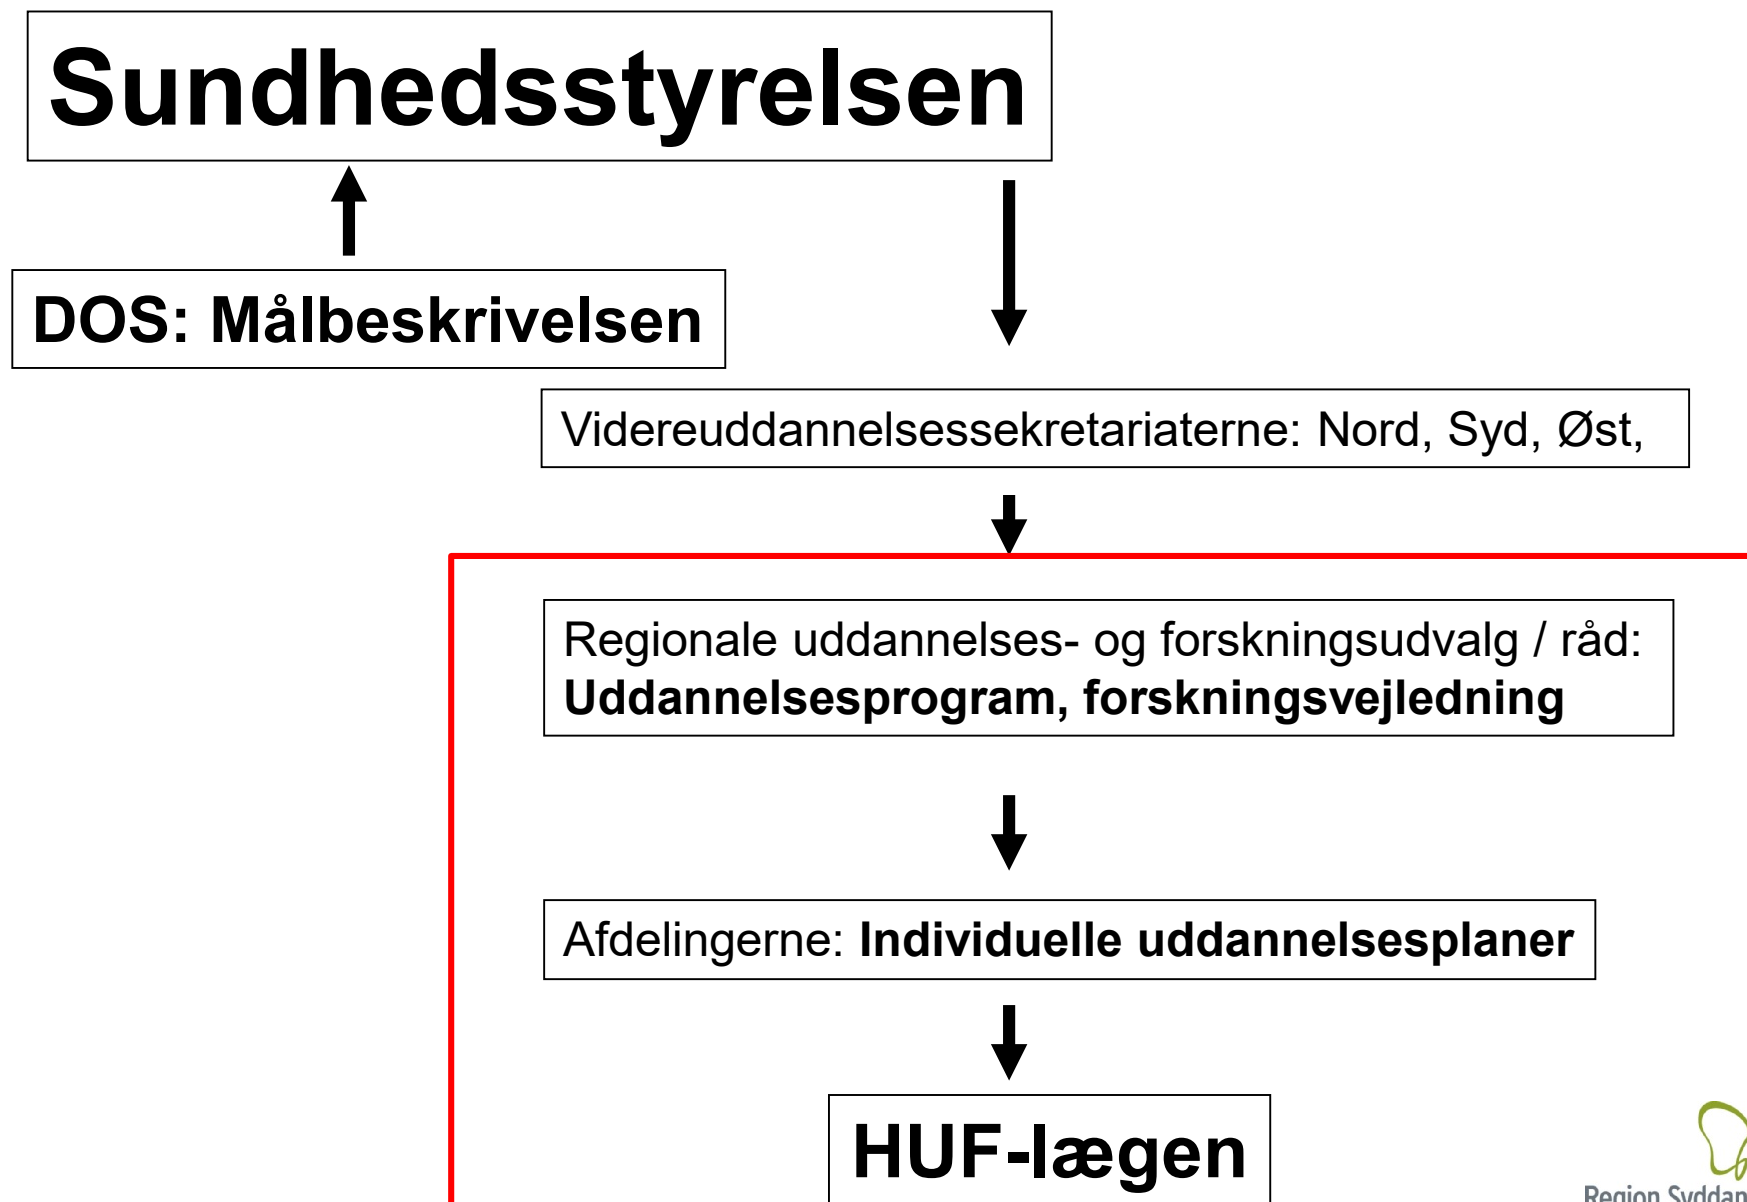 Sundhedsstyrelsen
DOS: Målbeskrivelsen
Videreuddannelsessekretariaterne: Nord, Syd, Øst,
Regionale uddannelses- og forskningsudvalg / råd:
Uddannelsesprogram, forskningsvejledning
Afdelingerne: Individuelle uddannelsesplaner
HUF-lægen
Region